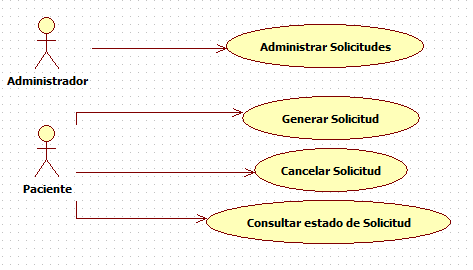 Administrar Solicitudes
Administrador
Generar Solicitud
Cancelar Solicitud
Paciente
Consultar estado de Solicitud